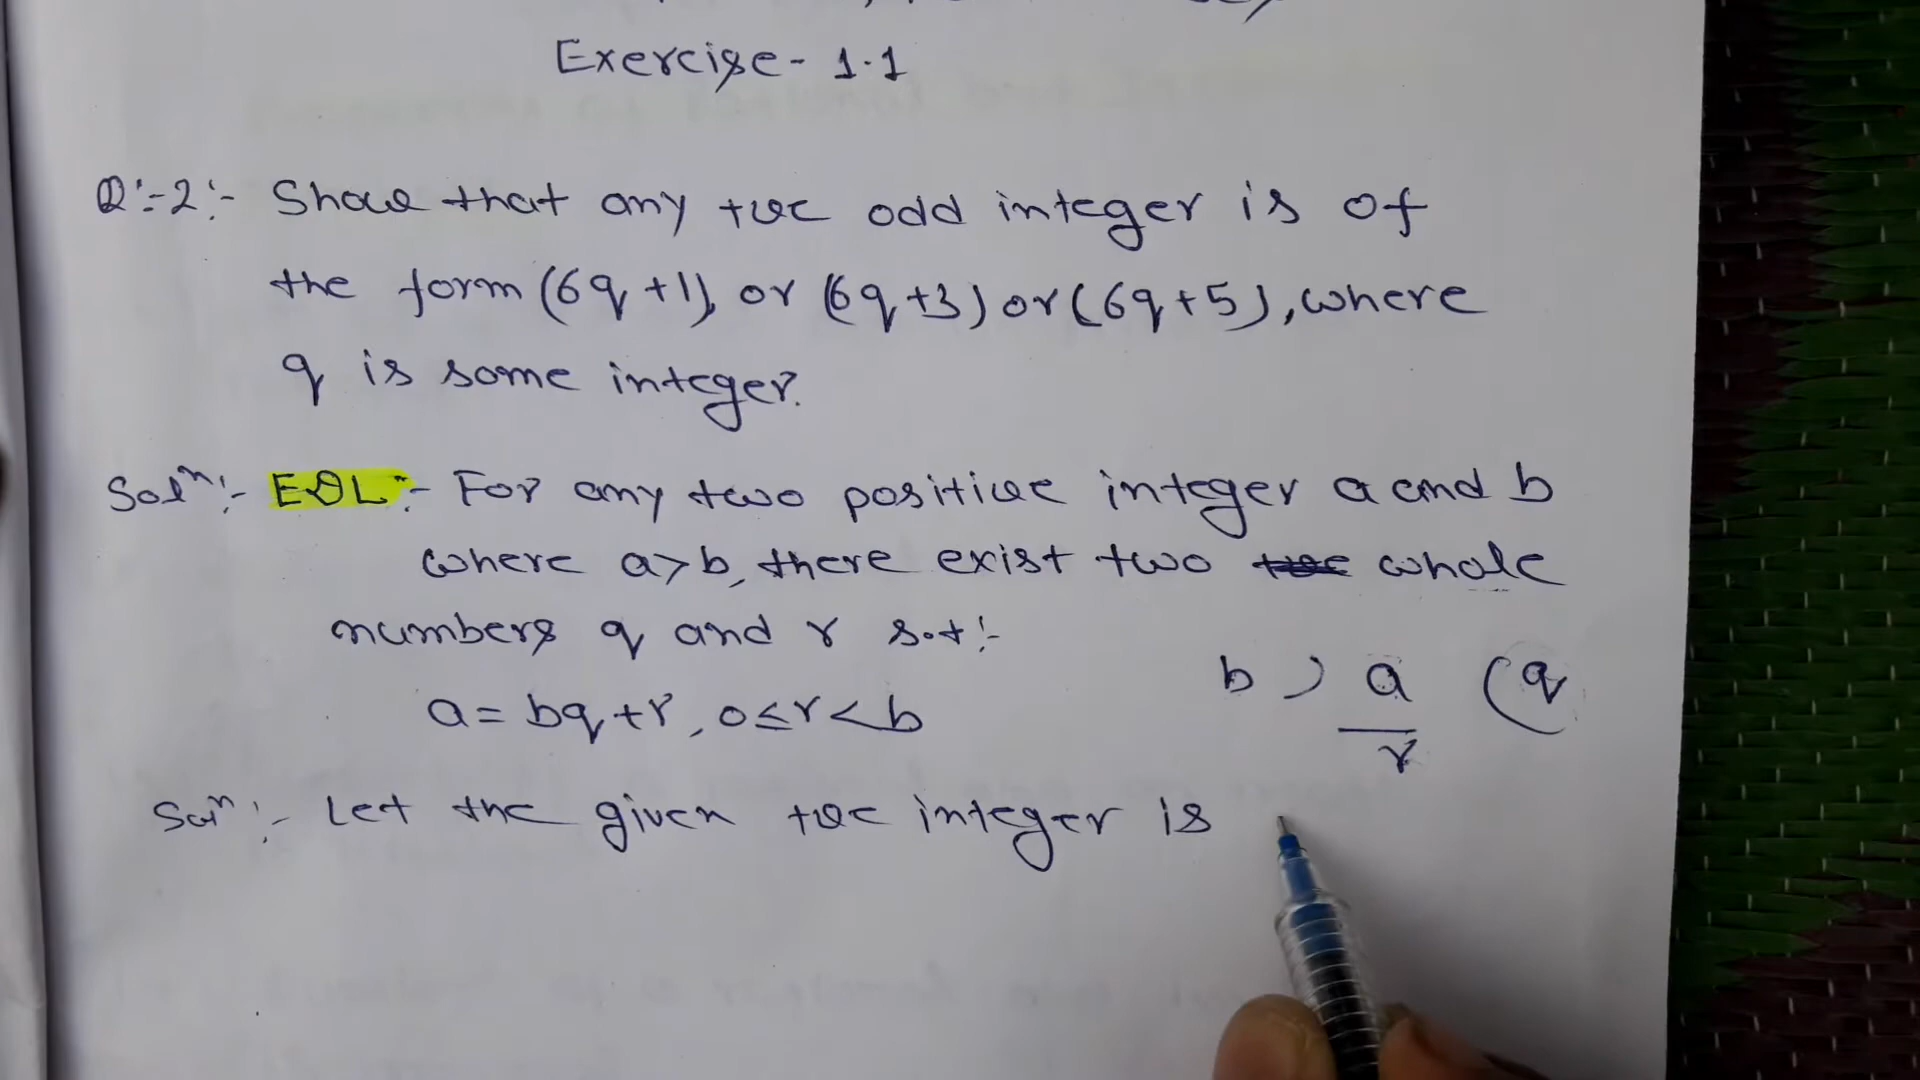 Exercise - 1.1
Q:-2:- Show that any +ve odd integer is of
the form (6q+1), or (6q+3) or (6q+5), where
q is some integer.
Solⁿ:- EDL:- For any two positive integer a and b
where a>b, there exist two whole
numbers q and r s.t:-
a = bq+r, 0≤r<b
b ) a ( q
r
Solⁿ:- Let the given +ve integer is